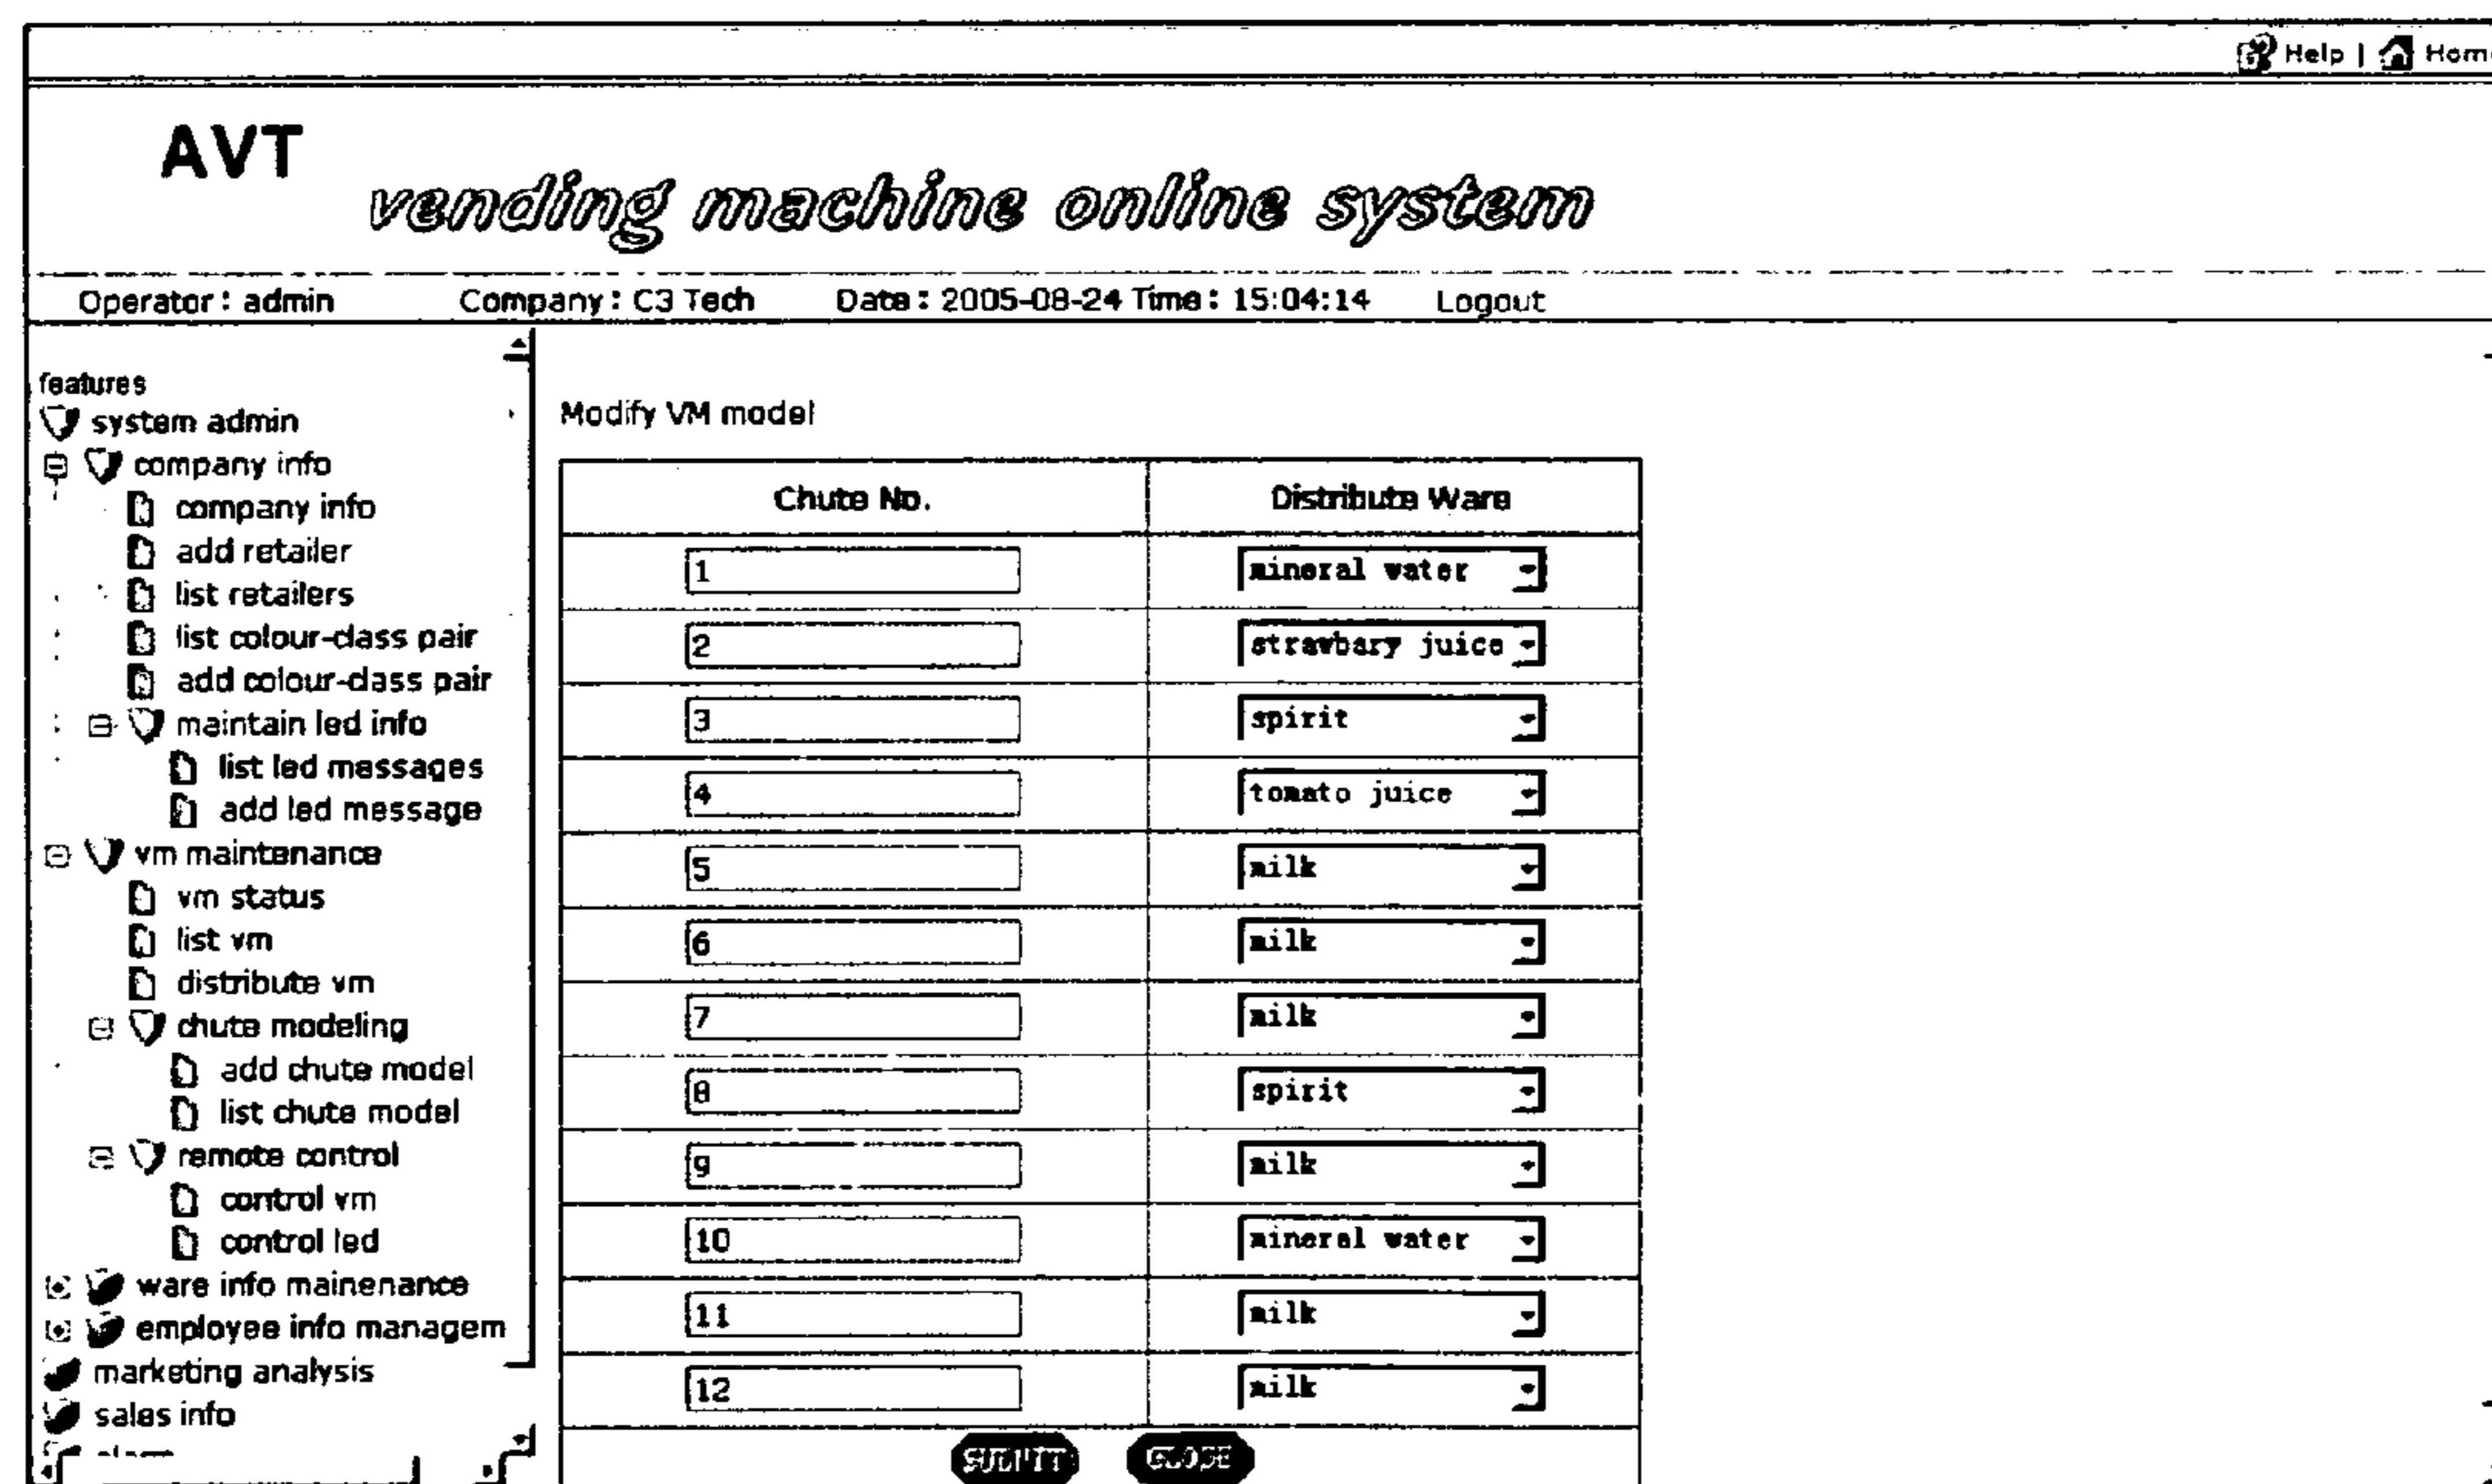 Help | Home
AVT
vending machine online system
Operator : admin Company : C3 Tech Date : 2005-08-24 Time : 15:04:14 Logout
features
system admin
company info
company info
add retailer
list retailers
list colour-class pair
add colour-class pair
maintain led info
list led messages
add led message
vm maintenance
vm status
list vm
distribute vm
chute modeling
add chute model
list chute model
remote control
control vm
control led
ware info mainenance
employee info managem
marketing analysis
sales info
Modify VM model
Chute No. Distribute Ware
1 mineral water
2 strawbary juice
3 spirit
4 tomato juice
5 milk
6 milk
7 milk
8 spirit
9 milk
10 mineral water
11 milk
12 milk
SUBMIT CLOSE